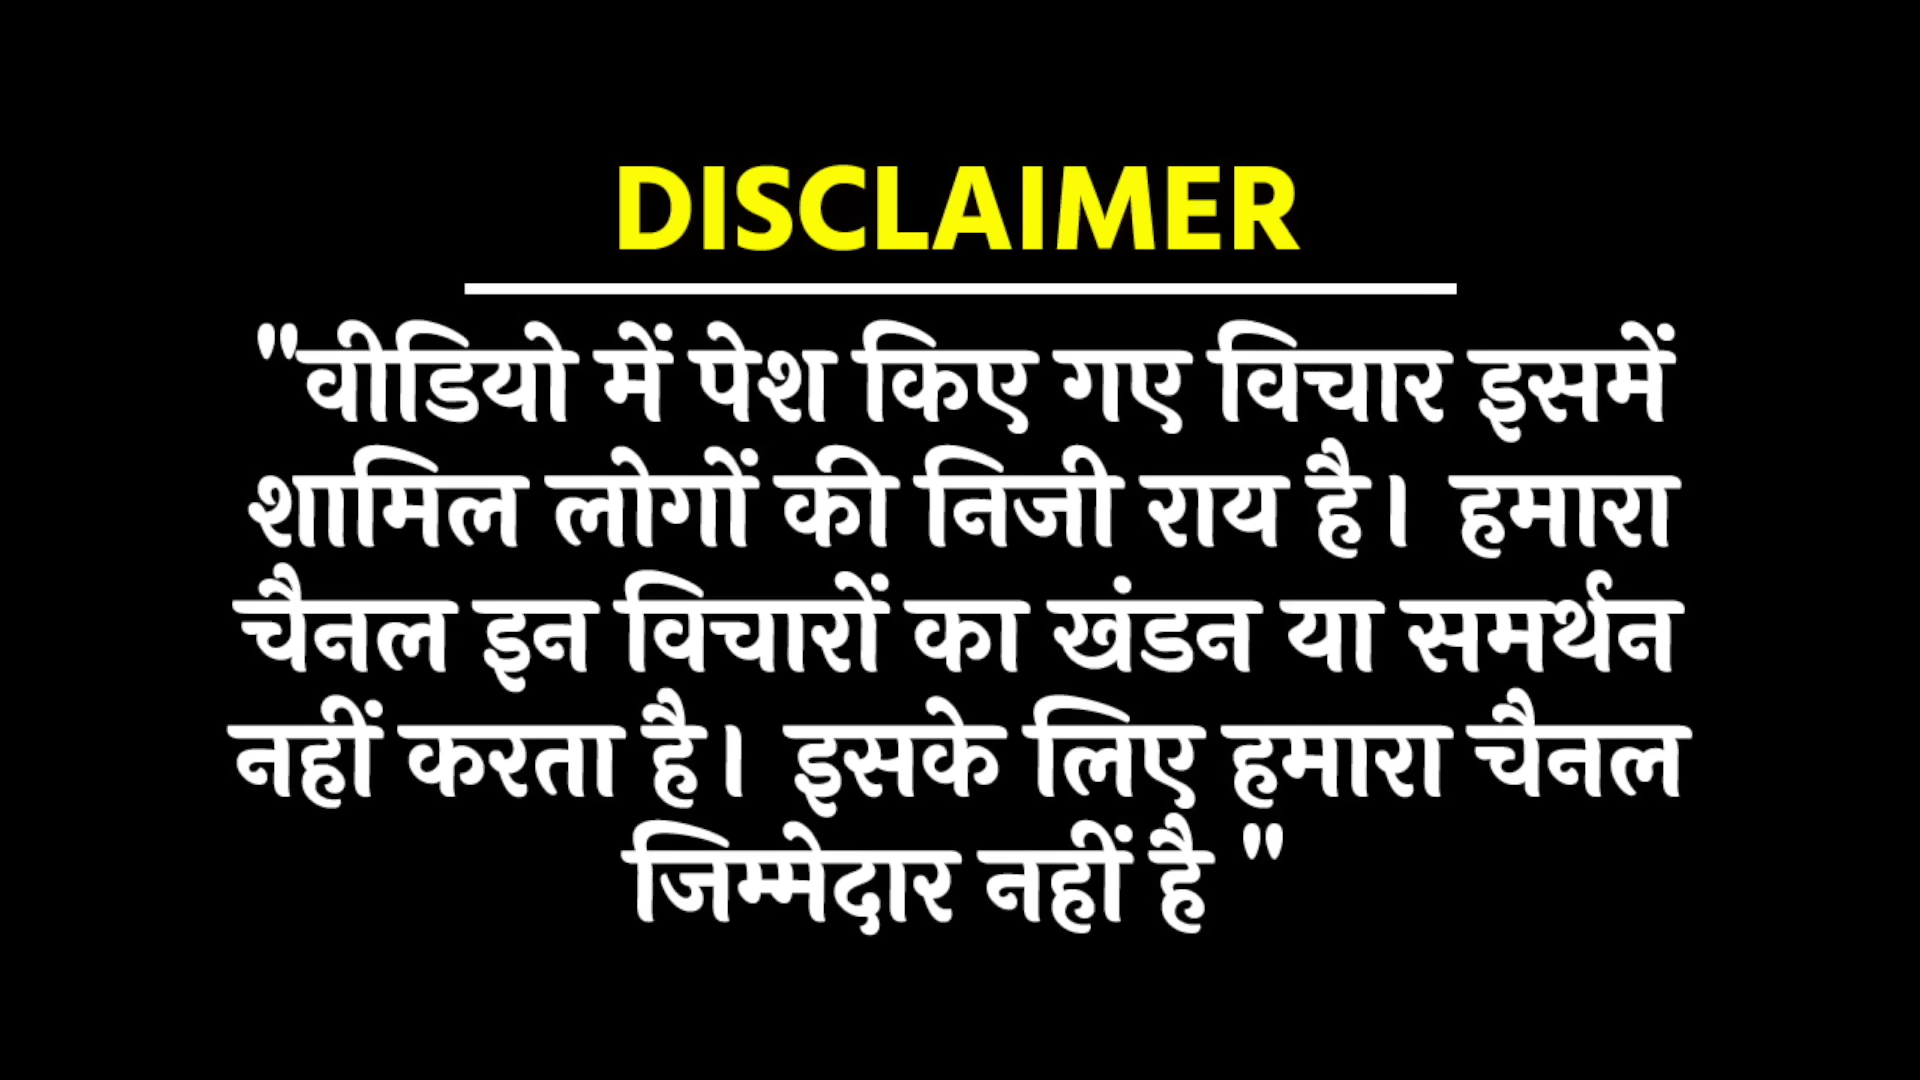 DISCLAIMER
"वीडियो में पेश किए गए विचार इसमें
शामिल लोगों की निजी राय है। हमारा
चैनल इन विचारों का खंडन या समर्थन
नहीं करता है। इसके लिए हमारा चैनल
जिम्मेदार नहीं है "